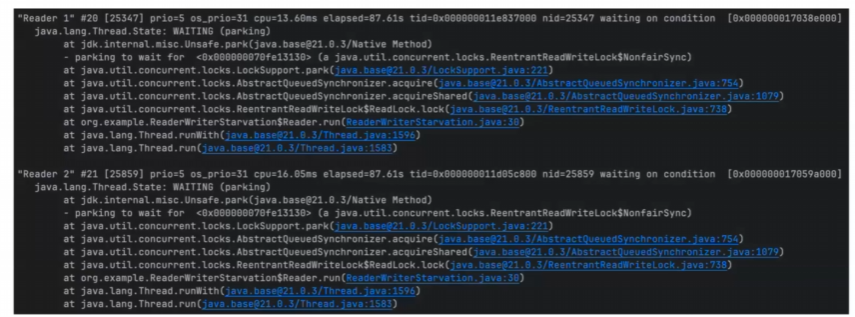 "Reader 1" #20 [25347] prio=5 os_prio=31 cpu=13.60ms elapsed=87.61s tid=0x000000011e837000 nid=25347 waiting on condition [0x000000017038e000]
java.lang.Thread.State: WAITING (parking)
at jdk.internal.misc.Unsafe.park(java.base@21.0.3/Native Method)
- parking to wait for <0x000000070fe13130> (a java.util.concurrent.locks.ReentrantReadWriteLock$NonfairSync)
at java.util.concurrent.locks.LockSupport.park(java.base@21.0.3/LockSupport.java:221)
at java.util.concurrent.locks.AbstractQueuedSynchronizer.acquire(java.base@21.0.3/AbstractQueuedSynchronizer.java:754)
at java.util.concurrent.locks.AbstractQueuedSynchronizer.acquireShared(java.base@21.0.3/AbstractQueuedSynchronizer.java:1079)
at java.util.concurrent.locks.ReentrantReadWriteLock$ReadLock.lock(java.base@21.0.3/ReentrantReadWriteLock.java:738)
at org.example.ReaderWriterStarvation$Reader.run(ReaderWriterStarvation.java:30)
at java.lang.Thread.runWith(java.base@21.0.3/Thread.java:1596)
at java.lang.Thread.run(java.base@21.0.3/Thread.java:1583)
"Reader 2" #21 [25859] prio=5 os_prio=31 cpu=16.05ms elapsed=87.61s tid=0x000000011d05c800 nid=25859 waiting on condition [0x000000017059a000]
java.lang.Thread.State: WAITING (parking)
at jdk.internal.misc.Unsafe.park(java.base@21.0.3/Native Method)
- parking to wait for <0x000000070fe13130> (a java.util.concurrent.locks.ReentrantReadWriteLock$NonfairSync)
at java.util.concurrent.locks.LockSupport.park(java.base@21.0.3/LockSupport.java:221)
at java.util.concurrent.locks.AbstractQueuedSynchronizer.acquire(java.base@21.0.3/AbstractQueuedSynchronizer.java:754)
at java.util.concurrent.locks.AbstractQueuedSynchronizer.acquireShared(java.base@21.0.3/AbstractQueuedSynchronizer.java:1079)
at java.util.concurrent.locks.ReentrantReadWriteLock$ReadLock.lock(java.base@21.0.3/ReentrantReadWriteLock.java:738)
at org.example.ReaderWriterStarvation$Reader.run(ReaderWriterStarvation.java:30)
at java.lang.Thread.runWith(java.base@21.0.3/Thread.java:1596)
at java.lang.Thread.run(java.base@21.0.3/Thread.java:1583)